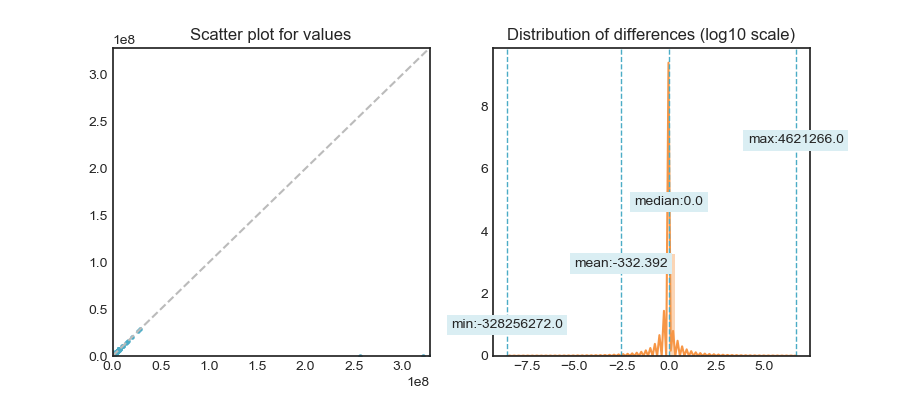 Scatter plot for values
1e8
3.0
2.5
2.0
1.5
1.0
0.5
0.0
0.0 0.5 1.0 1.5 2.0 2.5 3.0
1e8
Distribution of differences (log10 scale)
8
6
4
2
0
max:4621266.0
median:0.0
mean:-332.392
min:-328256272.0
−7.5 −5.0 −2.5 0.0 2.5 5.0